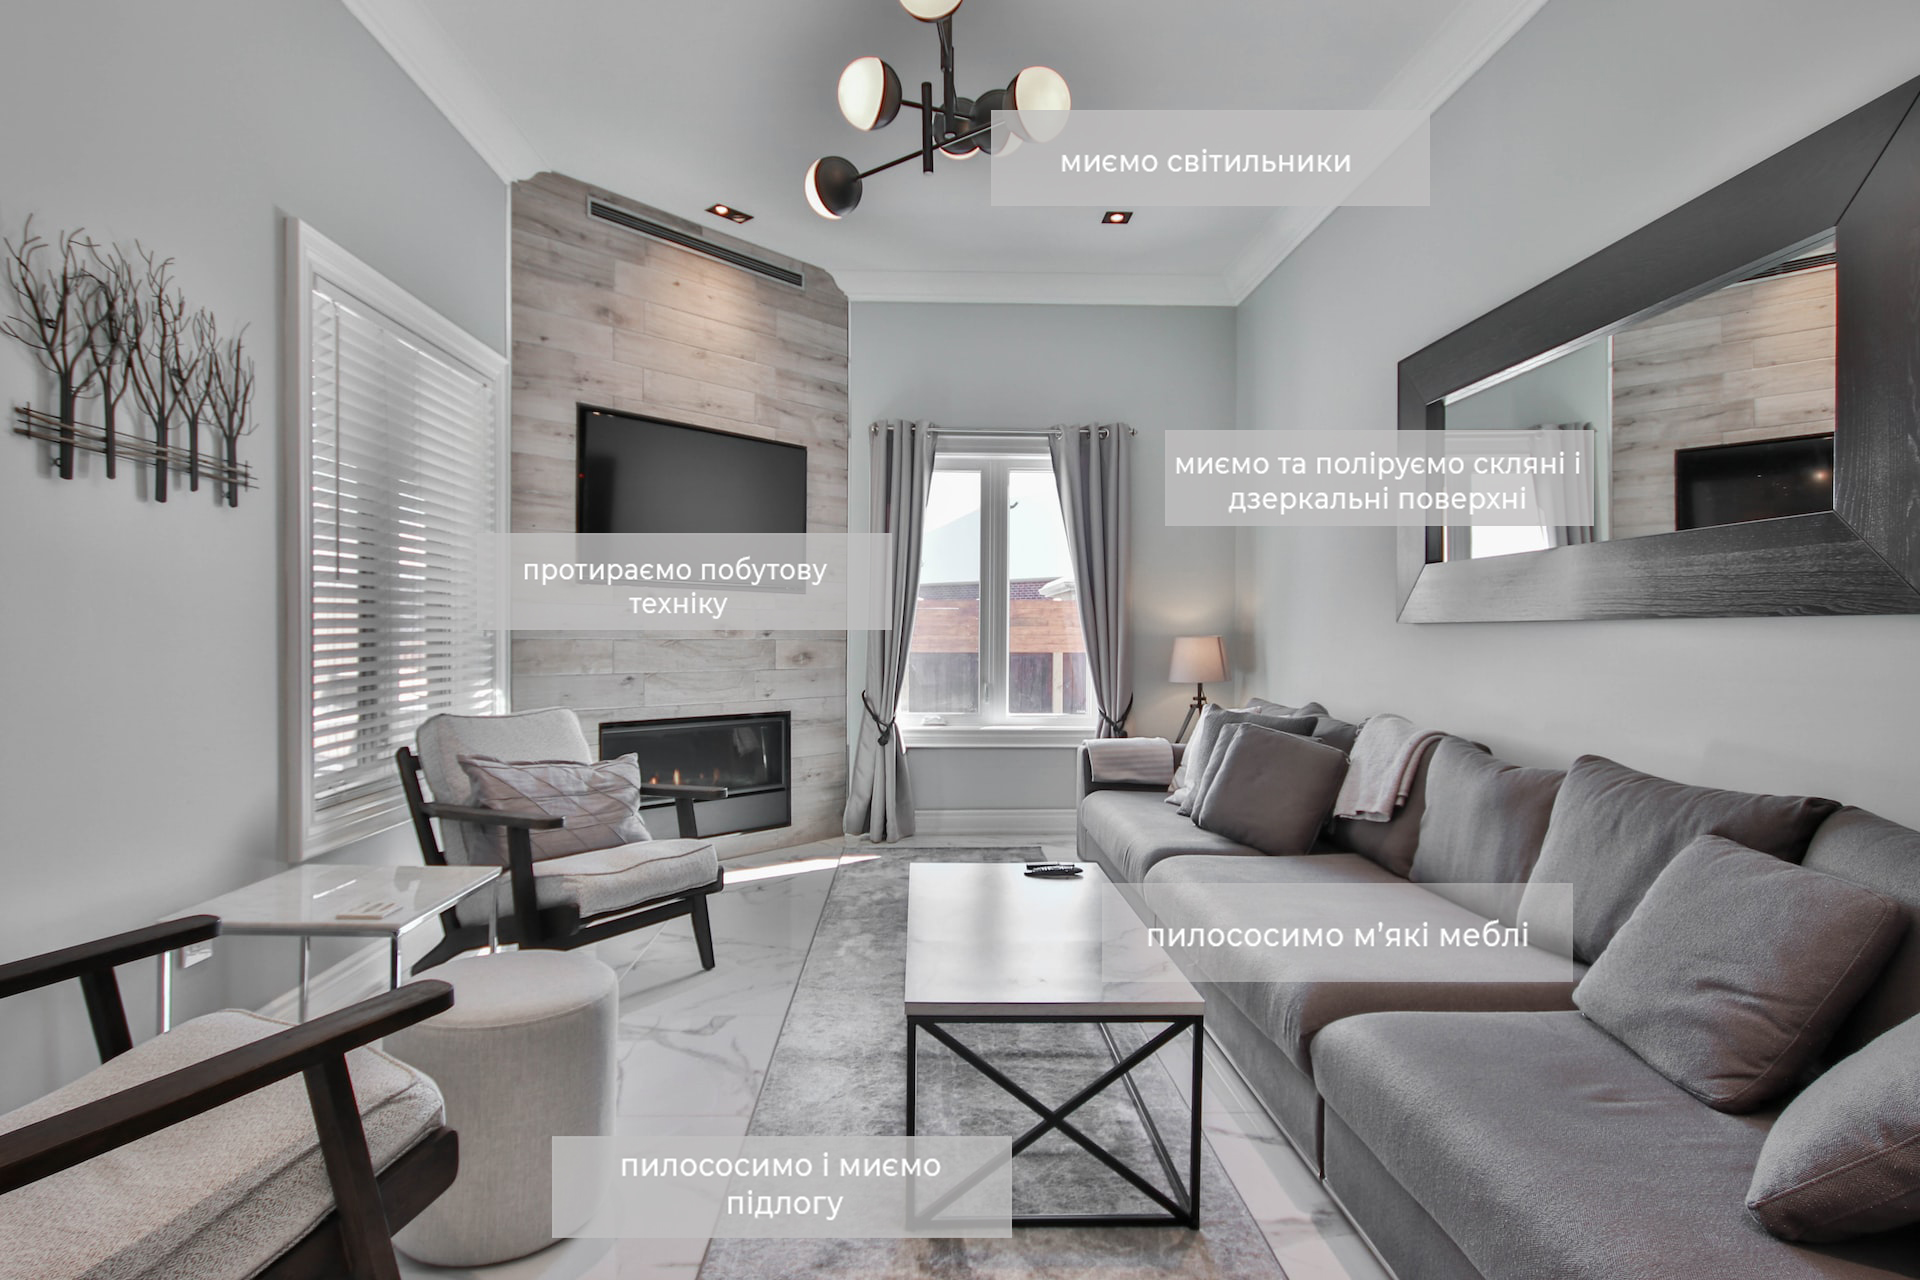 миємо світильники
миємо та поліруємо скляні і
дзеркальні поверхні
протираємо побутову
техніку
пилососимо м'які меблі
пилососимо і миємо
підлогу